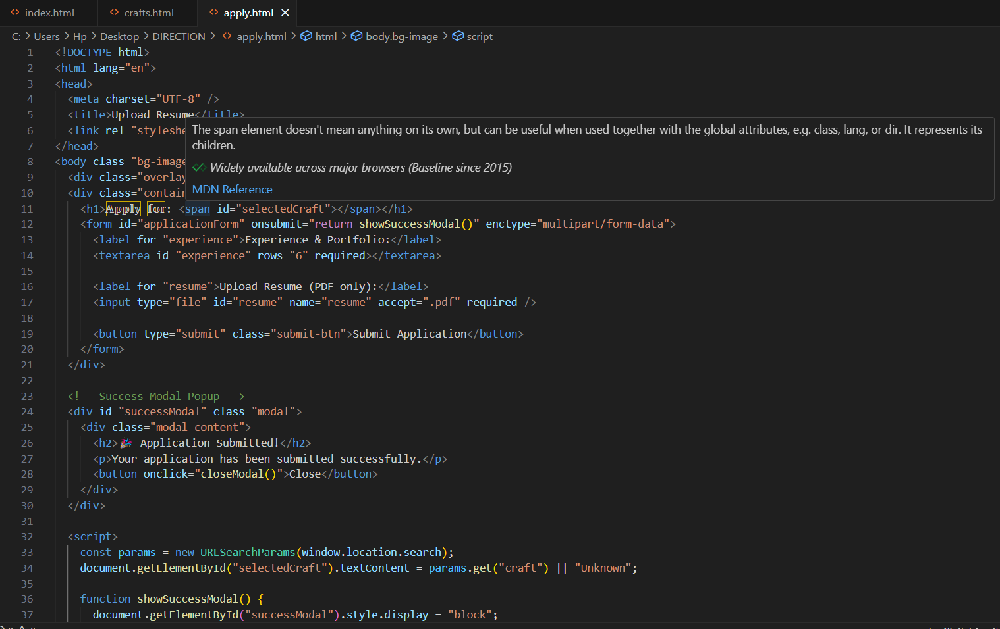 index.html crafts.html apply.html
C: > Users > Hp > Desktop > DIRECTION > apply.html > html > body.bg-image > script
1 <!DOCTYPE html>
2 <html lang="en">
3 <head>
4 <meta charset="UTF-8" />
5 <title>Upload Resume</title>
6 <link rel="styleshe
The span element doesn't mean anything on its own, but can be useful when used together with the global attributes, e.g. class, lang, or dir. It represents its
children.
7 </head>
8 <body class="bg-image
Widely available across major browsers (Baseline since 2015)
9 <div class="overlay
10 <div class="contain
MDN Reference
11 <h1>𝔸𝕡𝕡𝕝𝕪 𝕗𝕠𝕣: <span id="selectedCraft"></span></h1>
12 <form id="applicationForm" onsubmit="return showSuccessModal()" enctype="multipart/form-data">
13 <label for="experience">Experience & Portfolio:</label>
14 <textarea id="experience" rows="6" required></textarea>
15
16 <label for="resume">Upload Resume (PDF only):</label>
17 <input type="file" id="resume" name="resume" accept=".pdf" required />
18
19 <button type="submit" class="submit-btn">Submit Application</button>
20 </form>
21 </div>
22
23 <!-- Success Modal Popup -->
24 <div id="successModal" class="modal">
25 <div class="modal-content">
26 <h2>🎉 Application Submitted!</h2>
27 <p>Your application has been submitted successfully.</p>
28 <button onclick="closeModal()">Close</button>
29 </div>
30 </div>
31
32 <script>
33 const params = new URLSearchParams(window.location.search);
34 document.getElementById("selectedCraft").textContent = params.get("craft") || "Unknown";
35
36 function showSuccessModal() {
37 document.getElementById("successModal").style.display = "block";